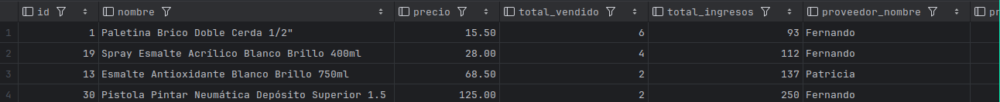 id nombre precio total_vendido total_ingresos proveedor_nombre pr
1 1 Paletina Brico Doble Cerda 1/2" 15.50 6 93 Fernando
2 19 Spray Esmalte Acrílico Blanco Brillo 400ml 28.00 4 112 Fernando
3 13 Esmalte Antioxidante Blanco Brillo 750ml 68.50 2 137 Patricia
4 30 Pistola Pintar Neumática Depósito Superior 1.5 125.00 2 250 Fernando